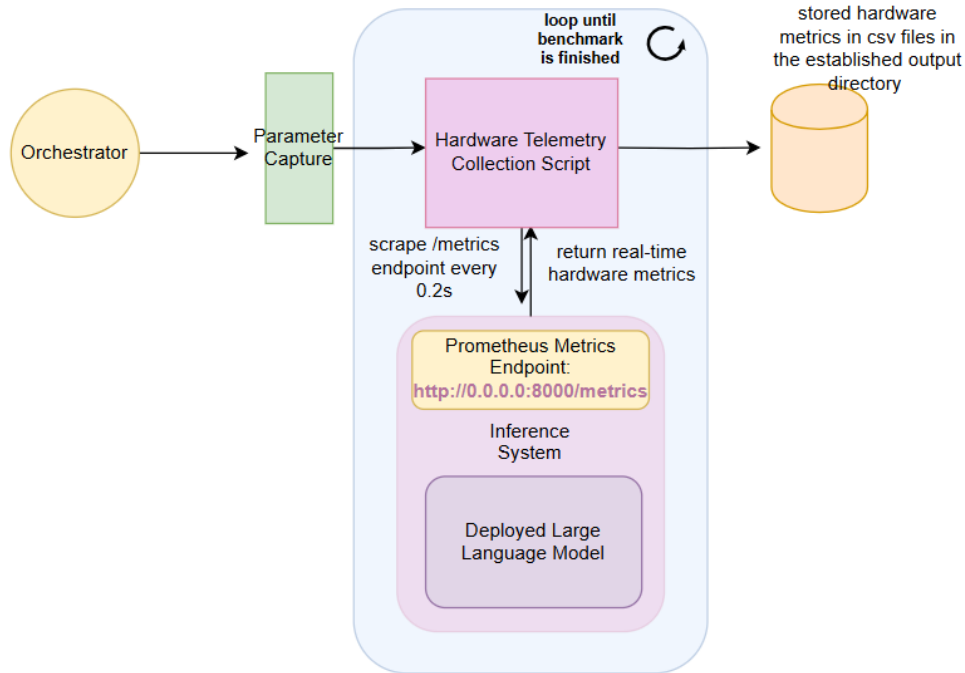 loop until
benchmark
is finished
stored hardware
metrics in csv files in
the established output
directory
Orchestrator
Parameter
Capture
Hardware Telemetry
Collection Script
scrape /metrics
endpoint every
0.2s
return real-time
hardware metrics
Prometheus Metrics
Endpoint:
http://0.0.0.0:8000/metrics
Inference
System
Deployed Large
Language Model